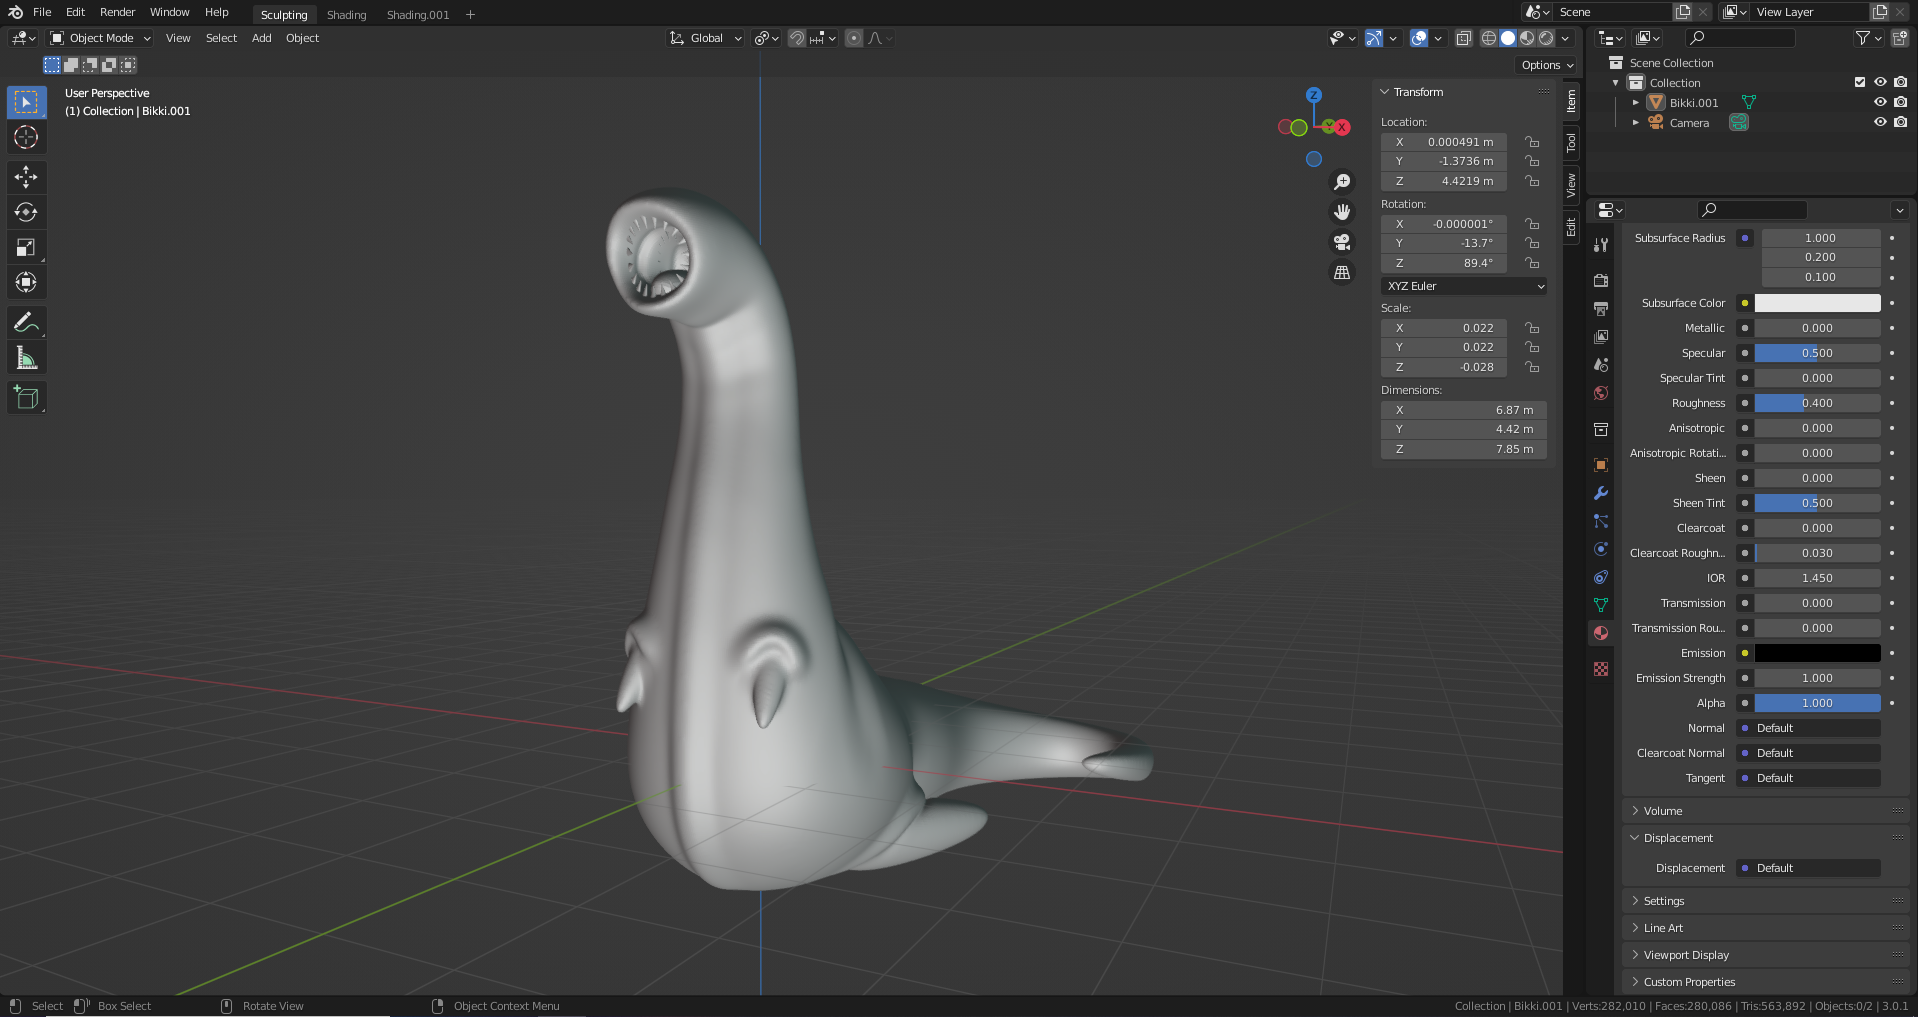 File Edit Render Window Help Sculpting Shading Shading.001 + Scene View Layer
Object Mode View Select Add Object Global
Options
User Perspective
(1) Collection | Bikki.001
Z
Y X
Transform
Location:
X 0.000491 m
Y -1.3736 m
Z 4.4219 m
Rotation:
X -0.000001°
Y -13.7°
Z 89.4°
XYZ Euler
Scale:
X 0.022
Y 0.022
Z -0.028
Dimensions:
X 6.87 m
Y 4.42 m
Z 7.85 m
Item
Tool
View
Edit
Scene Collection
Collection
Bikki.001
Camera
Subsurface Radius 1.000
0.200
0.100
Subsurface Color
Metallic 0.000
Specular 0.500
Specular Tint 0.000
Roughness 0.400
Anisotropic 0.000
Anisotropic Rotati... 0.000
Sheen 0.000
Sheen Tint 0.500
Clearcoat 0.000
Clearcoat Roughn... 0.030
IOR 1.450
Transmission 0.000
Transmission Rou... 0.000
Emission
Emission Strength 1.000
Alpha 1.000
Normal Default
Clearcoat Normal Default
Tangent Default
Volume
Displacement
Displacement Default
Settings
Line Art
Viewport Display
Custom Properties
Select Box Select Rotate View Object Context Menu Collection | Bikki.001 | Verts:282,010 | Faces:280,086 | Tris:563,892 | Objects:0/2 | 3.0.1